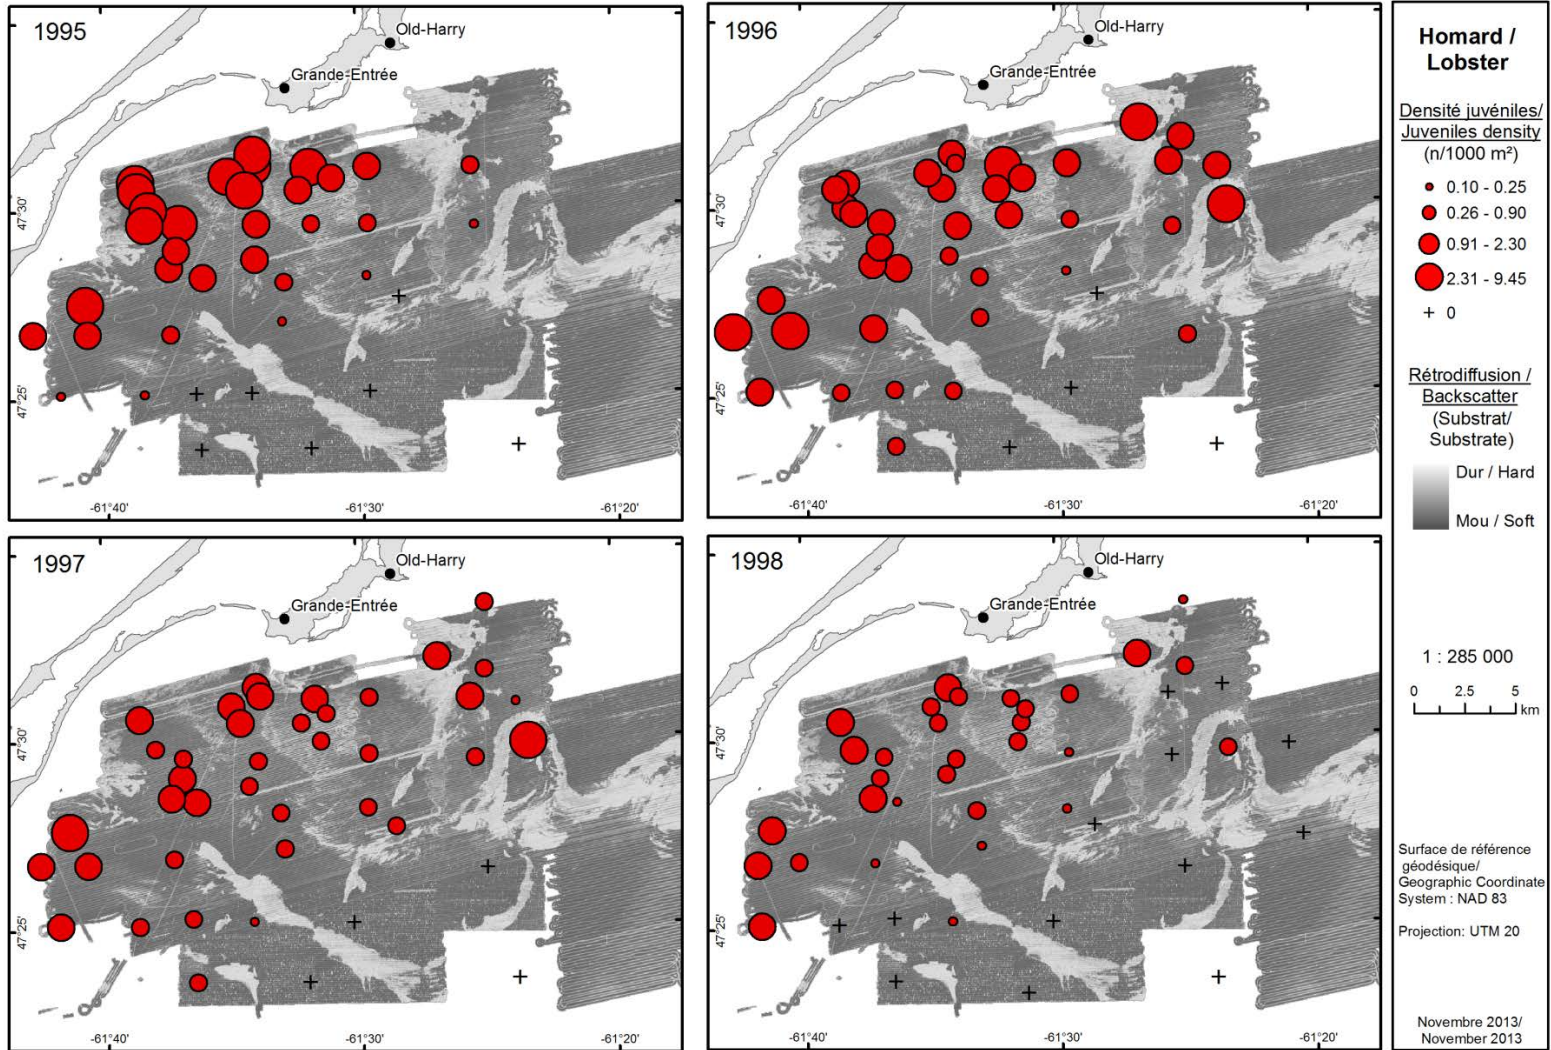 1995
Old-Harry
Grande-Entrée
47°30'
47°25'
-61°40'
-61°30'
-61°20'
1996
Old-Harry
Grande-Entrée
47°30'
47°25'
-61°40'
-61°30'
-61°20'
1997
Old-Harry
Grande-Entrée
47°30'
47°25'
-61°40'
-61°30'
-61°20'
1998
Old-Harry
Grande-Entrée
47°30'
47°25'
-61°40'
-61°30'
-61°20'
Homard /
Lobster
Densité juvéniles/
Juveniles density
(n/1000 m²)
0.10 - 0.25
0.26 - 0.90
0.91 - 2.30
2.31 - 9.45
+ 0
Rétrodiffusion /
Backscatter
(Substrat/
Substrate)
Dur / Hard
Mou / Soft
1 : 285 000
0 2.5 5
km
Surface de référence
géodésique/
Geographic Coordinate
System : NAD 83
Projection: UTM 20
Novembre 2013/
November 2013